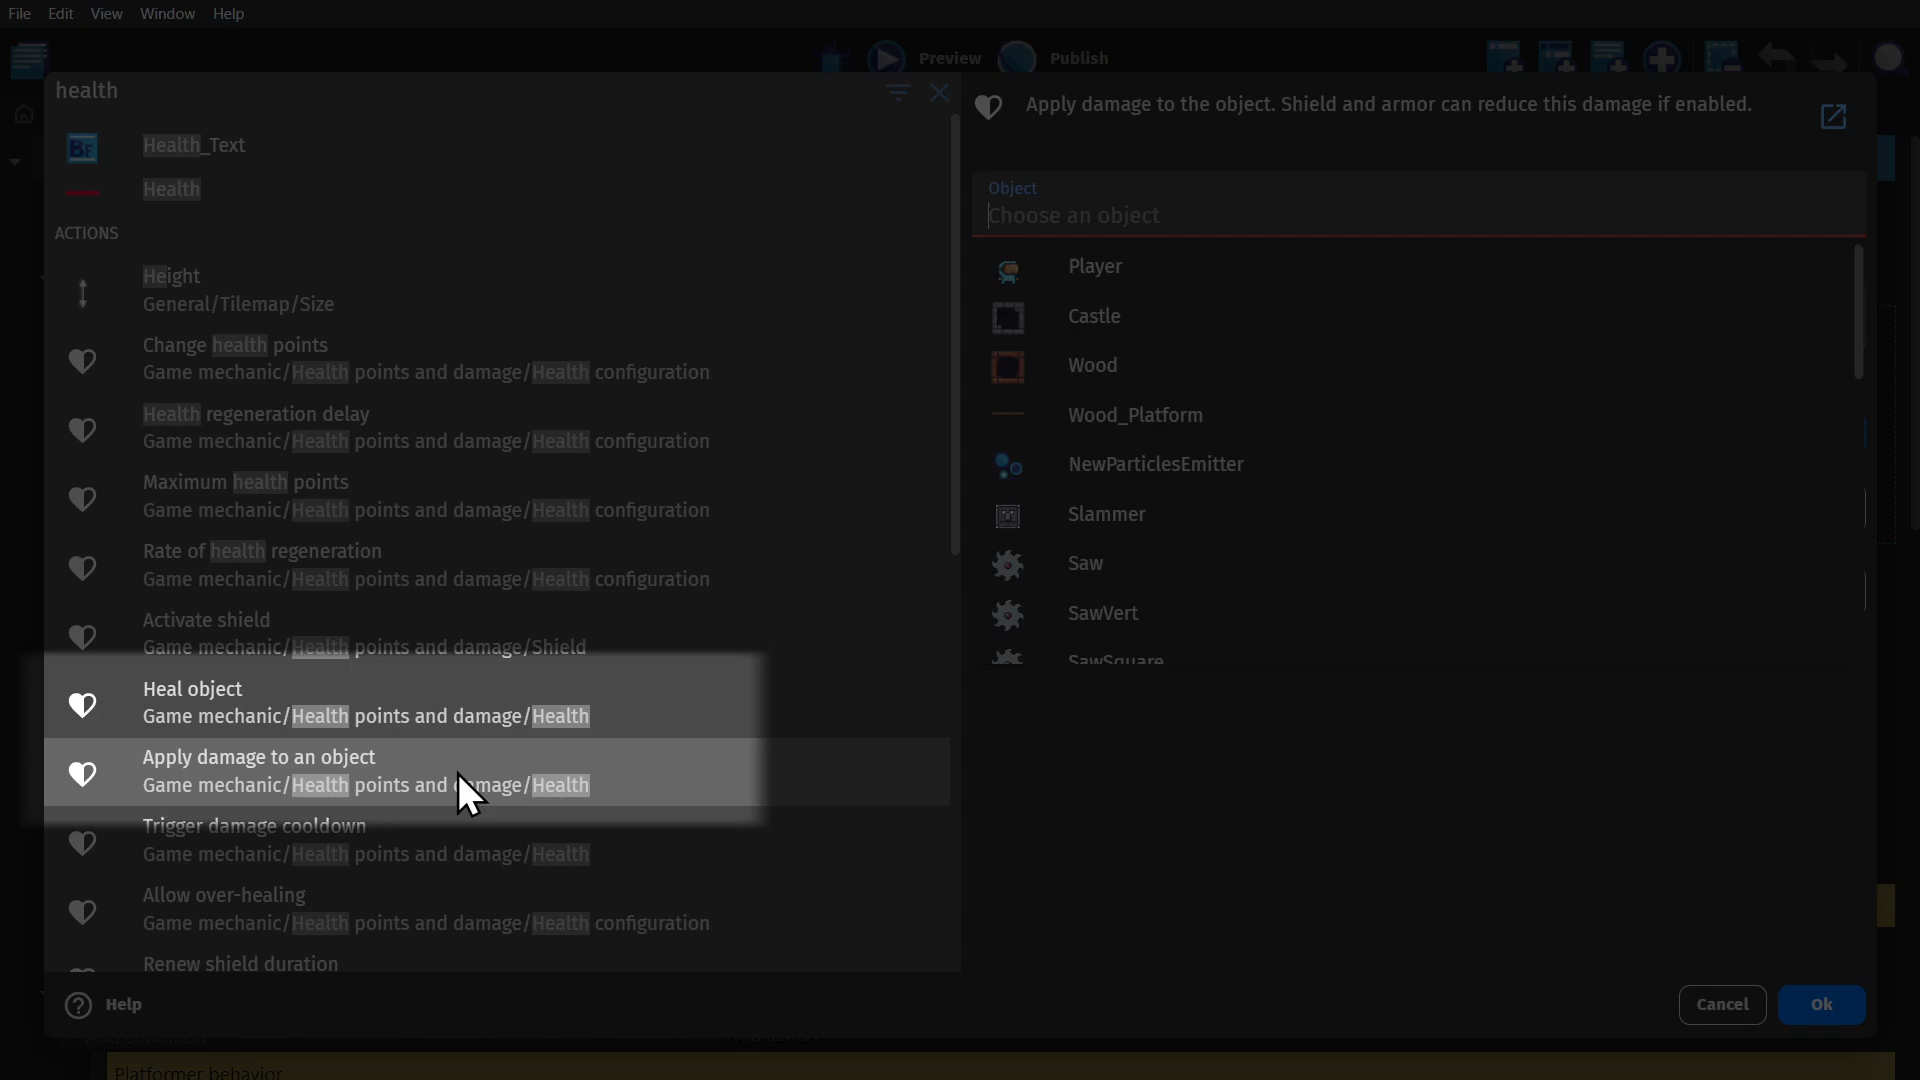 File Edit View Window Help
Preview Publish
health
Health_Text
Health
ACTIONS
Height
General/Tilemap/Size
Change health points
Game mechanic/Health points and damage/Health configuration
Health regeneration delay
Game mechanic/Health points and damage/Health configuration
Maximum health points
Game mechanic/Health points and damage/Health configuration
Rate of health regeneration
Game mechanic/Health points and damage/Health configuration
Activate shield
Game mechanic/Health points and damage/Shield
Heal object
Game mechanic/Health points and damage/Health
Apply damage to an object
Game mechanic/Health points and damage/Health
Trigger damage cooldown
Game mechanic/Health points and damage/Health
Allow over-healing
Game mechanic/Health points and damage/Health configuration
Renew shield duration
Help
Apply damage to the object. Shield and armor can reduce this damage if enabled.
Object
Choose an object
Player
Castle
Wood
Wood_Platform
NewParticlesEmitter
Slammer
Saw
SawVert
SawSquare
Cancel Ok
Platformer behavior